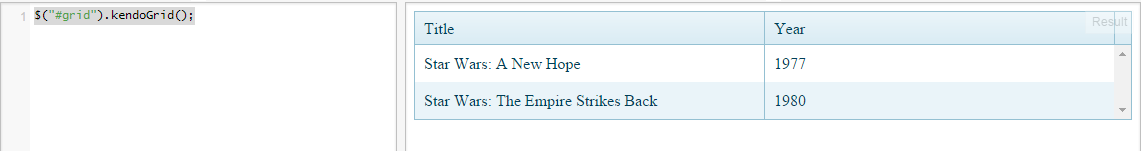 1 $("#grid").kendoGrid();
Result
Title Year
Star Wars: A New Hope 1977
Star Wars: The Empire Strikes Back 1980